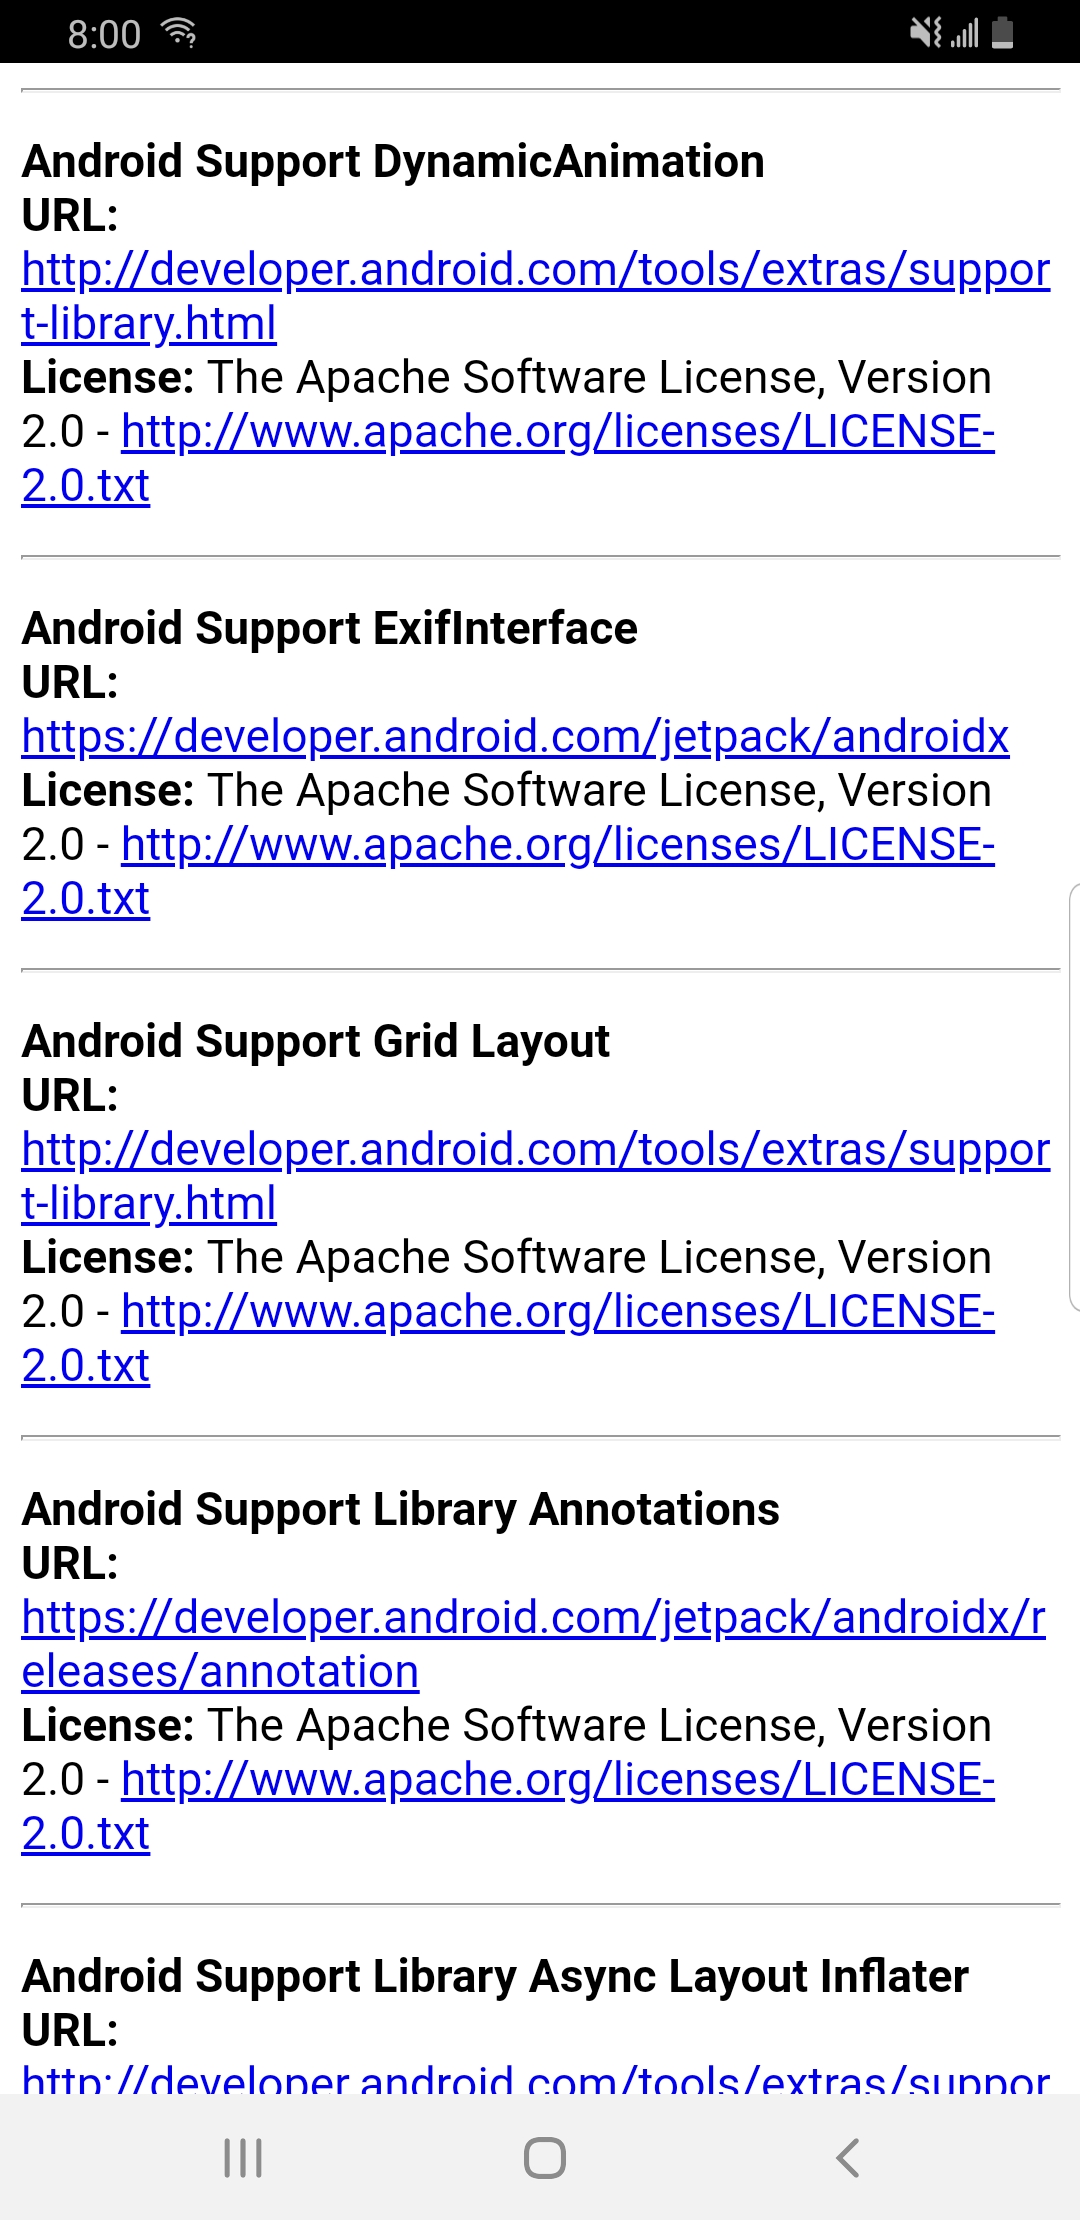 8:00
Android Support DynamicAnimation
URL:
http://developer.android.com/tools/extras/suppor
t-library.html
License: The Apache Software License, Version
2.0 - http://www.apache.org/licenses/LICENSE-
2.0.txt
Android Support ExifInterface
URL:
https://developer.android.com/jetpack/androidx
License: The Apache Software License, Version
2.0 - http://www.apache.org/licenses/LICENSE-
2.0.txt
Android Support Grid Layout
URL:
http://developer.android.com/tools/extras/suppor
t-library.html
License: The Apache Software License, Version
2.0 - http://www.apache.org/licenses/LICENSE-
2.0.txt
Android Support Library Annotations
URL:
https://developer.android.com/jetpack/androidx/r
eleases/annotation
License: The Apache Software License, Version
2.0 - http://www.apache.org/licenses/LICENSE-
2.0.txt
Android Support Library Async Layout Inflater
URL:
http://developer.android.com/tools/extras/suppor